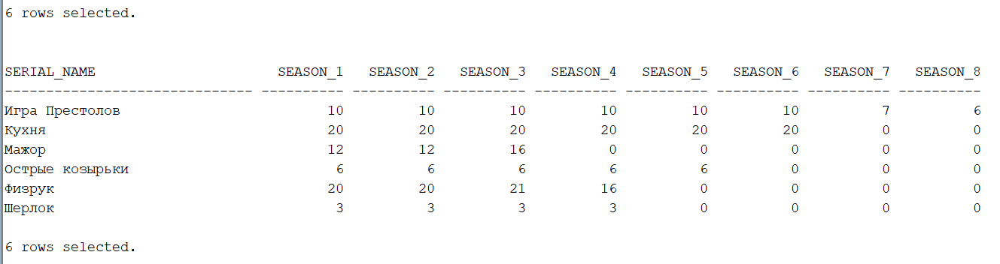 6 rows selected.
SERIAL_NAME SEASON_1 SEASON_2 SEASON_3 SEASON_4 SEASON_5 SEASON_6 SEASON_7 SEASON_8
------------------------------ ---------- ---------- ---------- ---------- ---------- ---------- ---------- ----------
Игра Престолов 10 10 10 10 10 10 7 6
Кухня 20 20 20 20 20 20 0 0
Мажор 12 12 16 0 0 0 0 0
Острые козырьки 6 6 6 6 6 0 0 0
Физрук 20 20 21 16 0 0 0 0
Шерлок 3 3 3 3 0 0 0 0
6 rows selected.